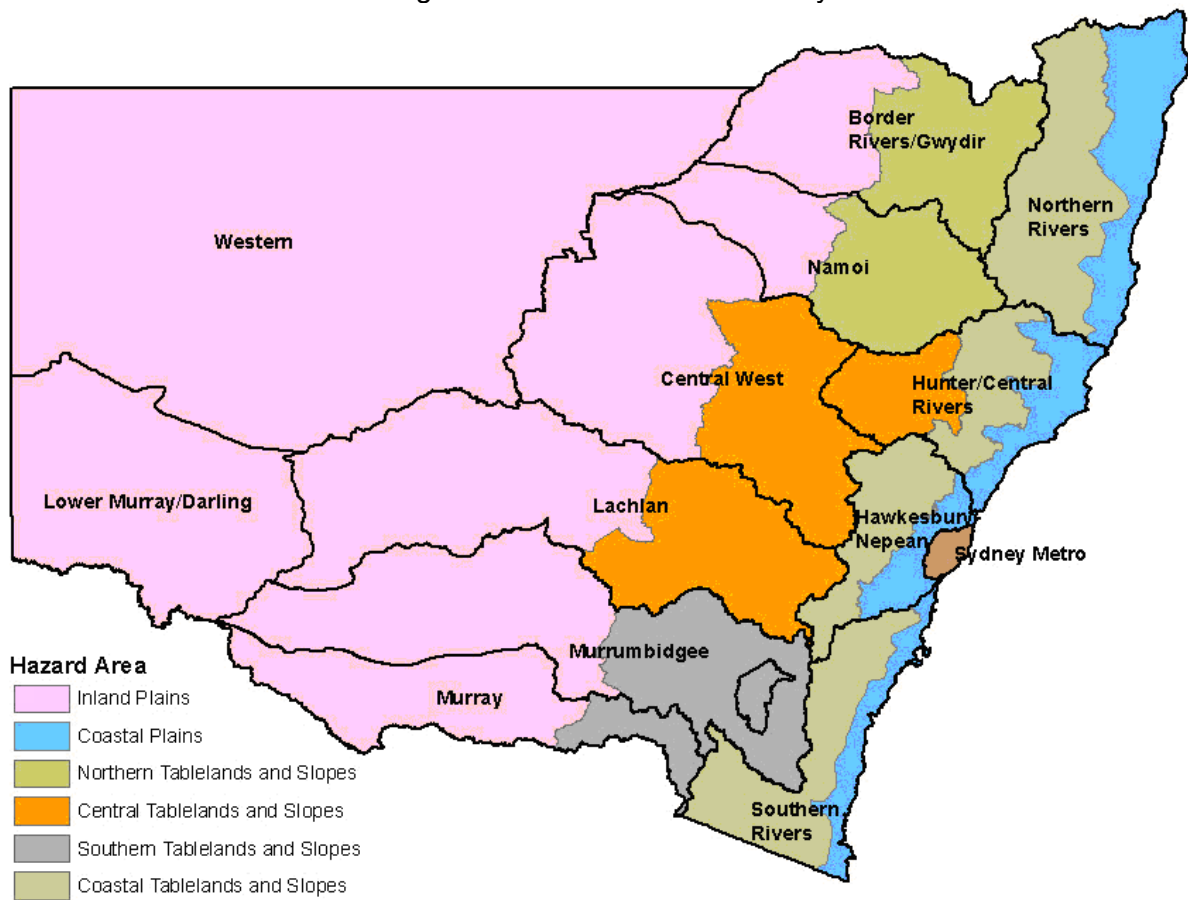 Border
Rivers/Gwydir
Northern
Rivers
Western
Namoi
Central West
Hunter/Central
Rivers
Lower Murray/Darling
Lachlan
Hawkesbury
Nepean
Sydney Metro
Murrumbidgee
Murray
Southern
Rivers
Hazard Area
Inland Plains
Coastal Plains
Northern Tablelands and Slopes
Central Tablelands and Slopes
Southern Tablelands and Slopes
Coastal Tablelands and Slopes